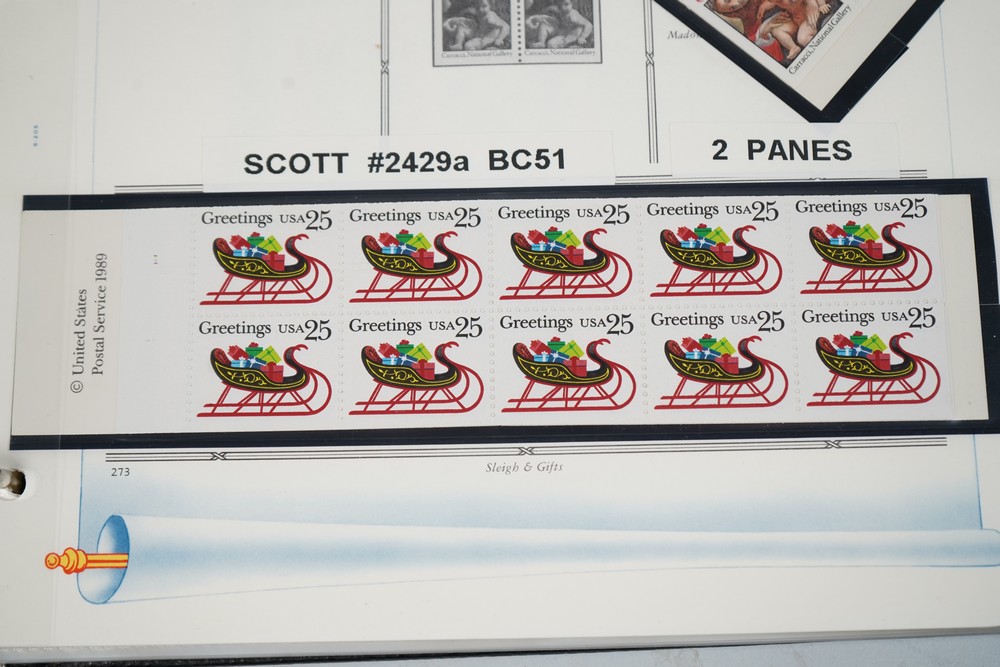 Carracci, National Gallery
Carracci, National Gallery
Carracci, National Gallery
SCOTT #2429a BC51
2 PANES
© United States
Postal Service 1989
Greetings USA25
Greetings USA25
Greetings USA25
Greetings USA25
Greetings USA25
Greetings USA25
Greetings USA25
Greetings USA25
Greetings USA25
Greetings USA25
273
Sleigh & Gifts